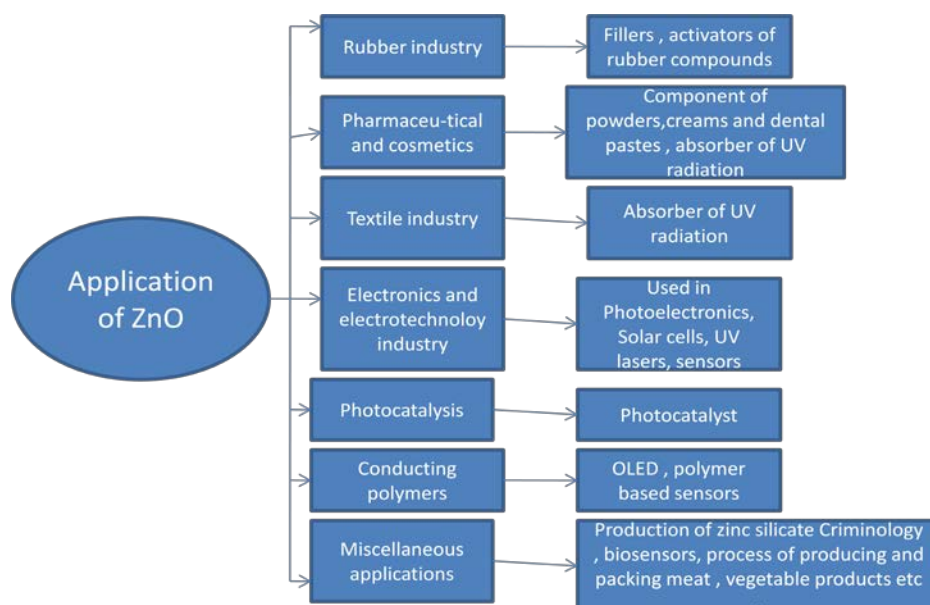 Application
of ZnO
Rubber industry
Fillers , activators of
rubber compounds
Pharmaceu-tical
and cosmetics
Component of
powders,creams and dental
pastes , absorber of UV
radiation
Textile industry
Absorber of UV
radiation
Electronics and
electrotechnoloy
industry
Used in
Photoelectronics,
Solar cells, UV
lasers, sensors
Photocatalysis
Photocatalyst
Conducting
polymers
OLED , polymer
based sensors
Miscellaneous
applications
Production of zinc silicate Criminology
, biosensors, process of producing and
packing meat , vegetable products etc